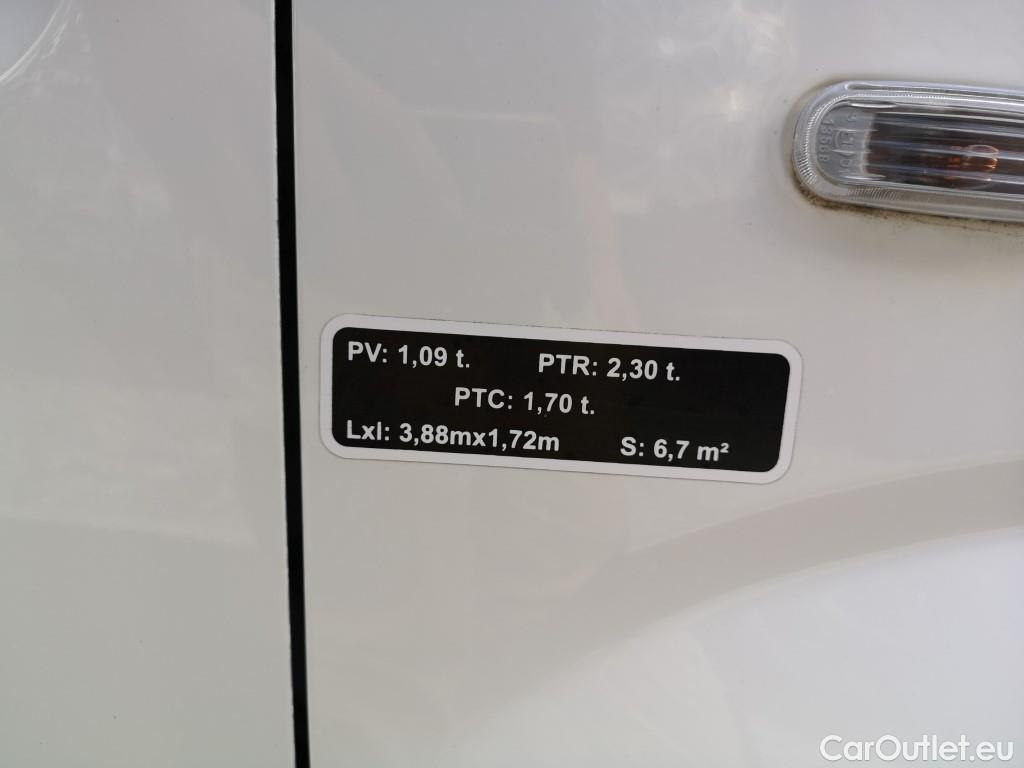 PV: 1,09 t. PTR: 2,30 t.
PTC: 1,70 t.
Lxl: 3,88mx1,72m S: 6,7 m²
CarOutlet.eu